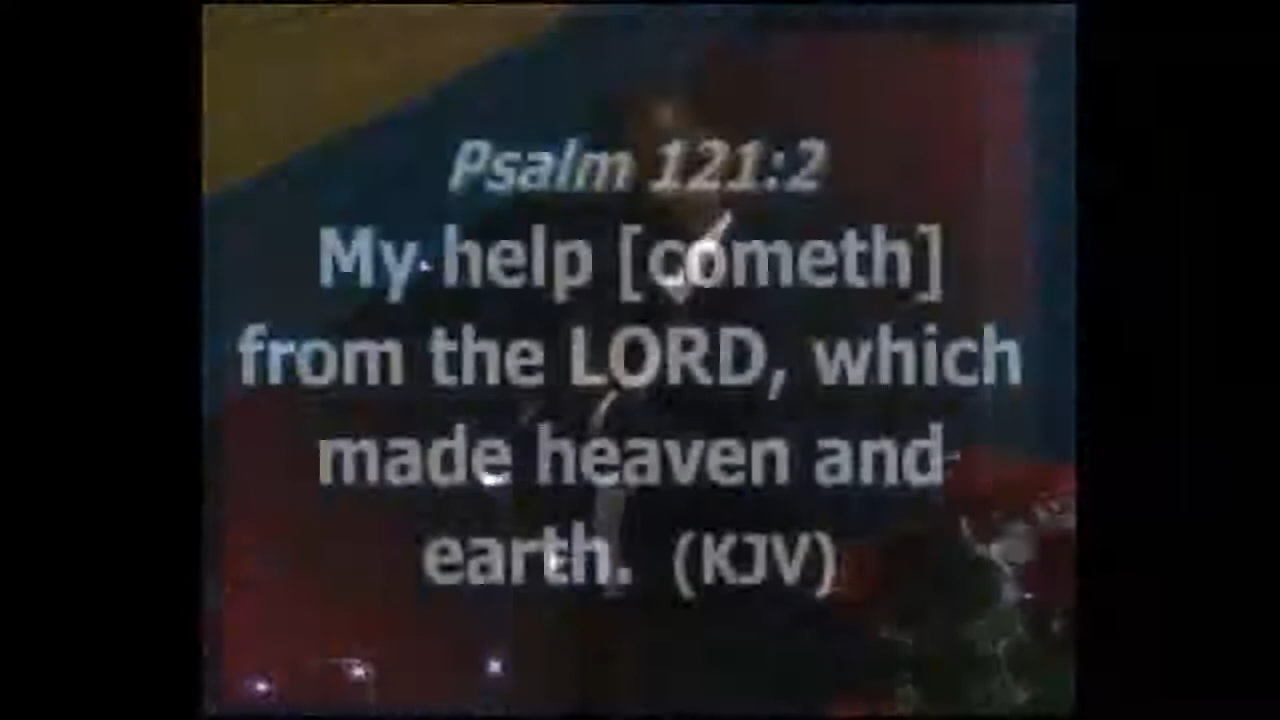 Psalm 121:2
My help [cometh]
from the LORD, which
made heaven and
earth. (KJV)